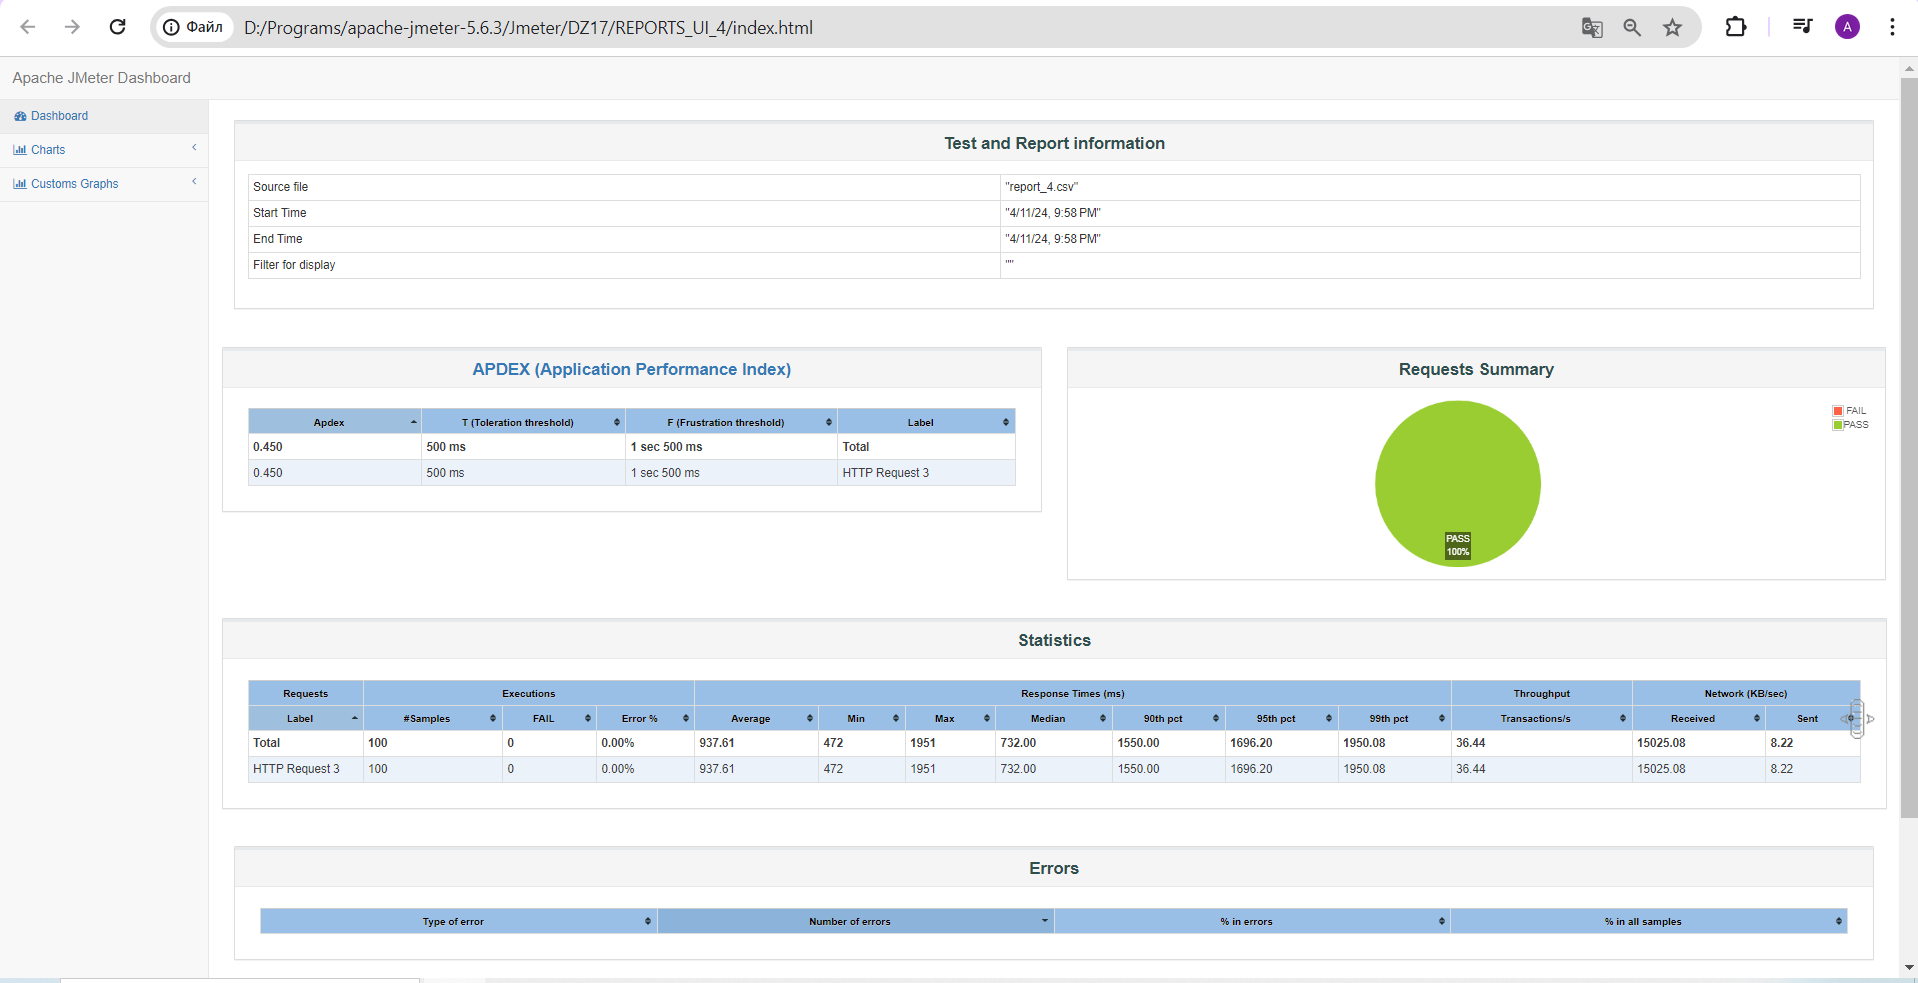 Файл D:/Programs/apache-jmeter-5.6.3/Jmeter/DZ17/REPORTS_UI_4/index.html A
Apache JMeter Dashboard
Dashboard
Charts
Customs Graphs
Test and Report information
Source file "report_4.csv"
Start Time "4/11/24, 9:58 PM"
End Time "4/11/24, 9:58 PM"
Filter for display ""
APDEX (Application Performance Index)
Apdex T (Toleration threshold) F (Frustration threshold) Label
0.450 500 ms 1 sec 500 ms Total
0.450 500 ms 1 sec 500 ms HTTP Request 3
Requests Summary
FAIL
PASS
PASS
100%
Statistics
Requests Executions Response Times (ms) Throughput Network (KB/sec)
Label #Samples FAIL Error % Average Min Max Median 90th pct 95th pct 99th pct Transactions/s Received Sent
Total 100 0 0.00% 937.61 472 1951 732.00 1550.00 1696.20 1950.08 36.44 15025.08 8.22
HTTP Request 3 100 0 0.00% 937.61 472 1951 732.00 1550.00 1696.20 1950.08 36.44 15025.08 8.22
Errors
Type of error Number of errors % in errors % in all samples